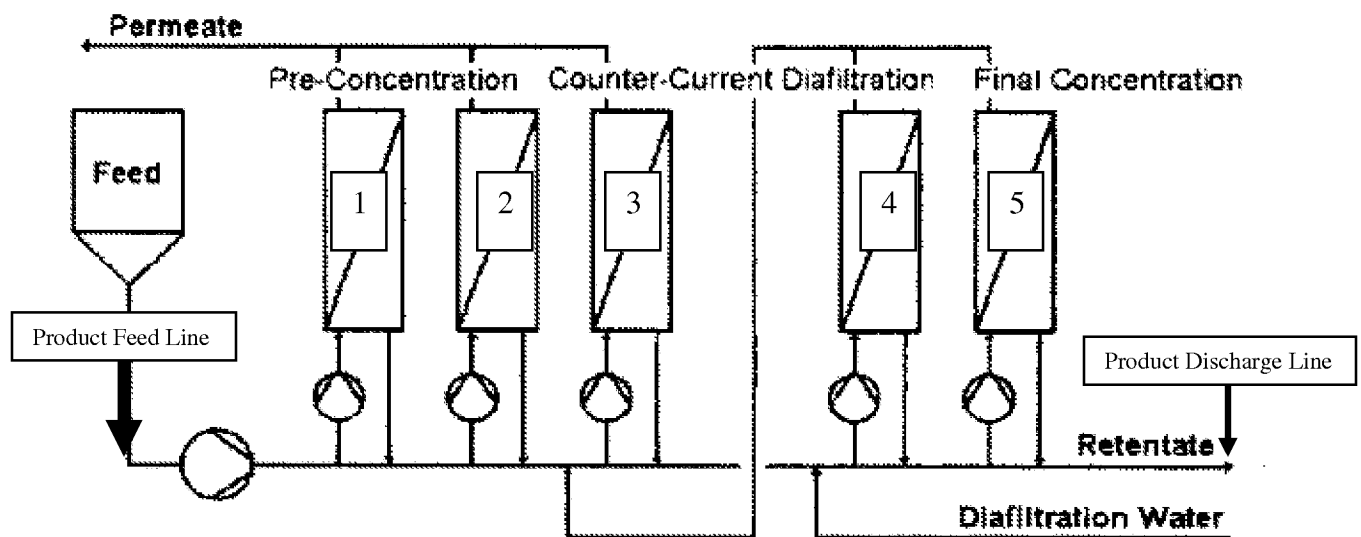 Permeate
Pre-Concentration
Counter-Current Diafiltration
Final Concentration
Feed
1
2
3
4
5
Product Feed Line
Product Discharge Line
Retentate
Diafiltration Water